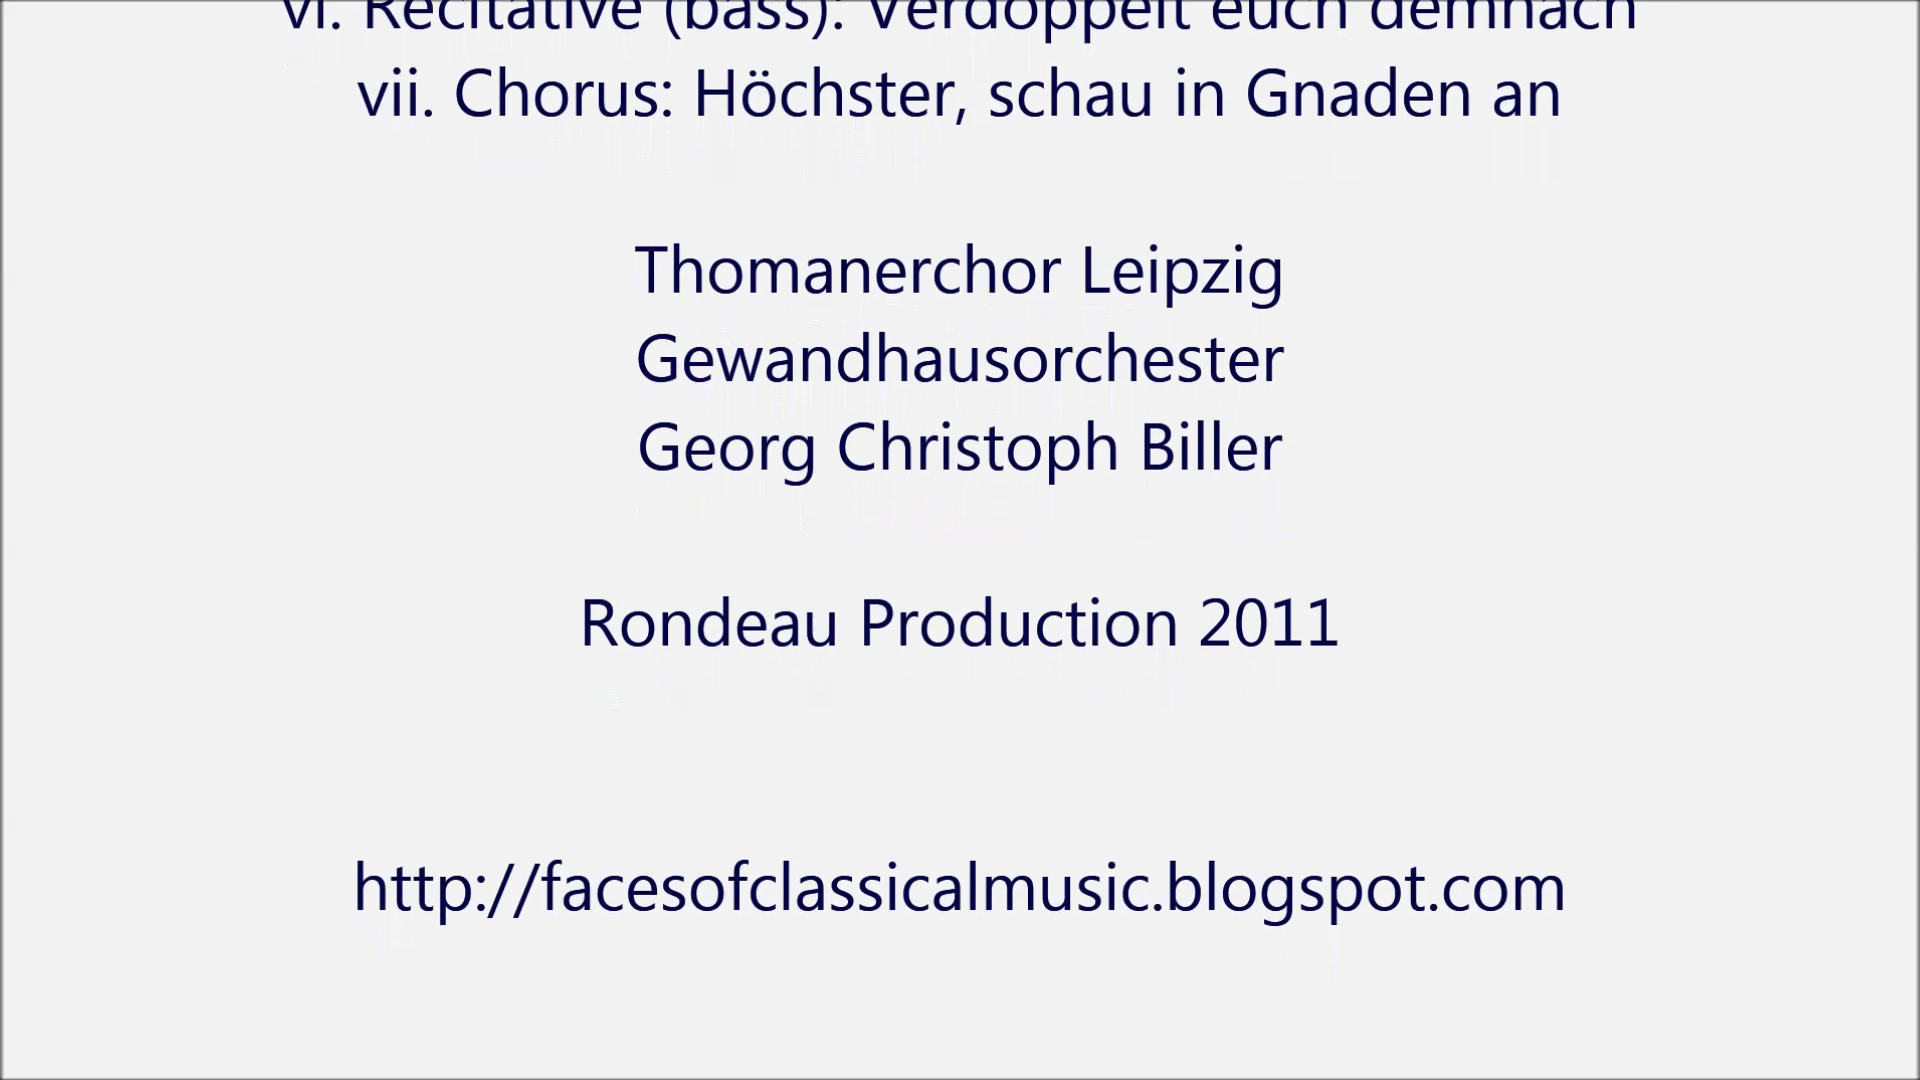 vi. Recitative (bass): Verdoppelt euch demnach
vii. Chorus: Höchster, schau in Gnaden an
Thomanerchor Leipzig
Gewandhausorchester
Georg Christoph Biller
Rondeau Production 2011
http://facesofclassicalmusic.blogspot.com